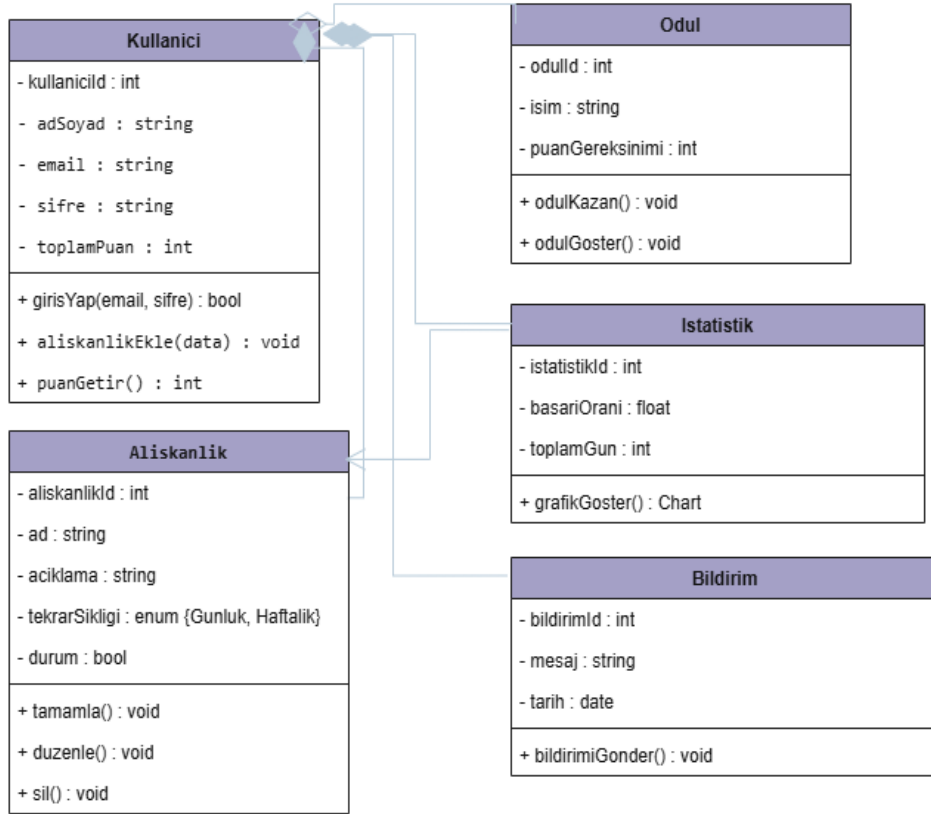 Kullanici
- kullaniciId : int
- adSoyad : string
- email : string
- sifre : string
- toplamPuan : int
+ girisYap(email, sifre) : bool
+ aliskanlikEkle(data) : void
+ puanGetir() : int
Aliskanlik
- aliskanlikId : int
- ad : string
- aciklama : string
- tekrarSikligi : enum {Gunluk, Haftalik}
- durum : bool
+ tamamla() : void
+ duzenle() : void
+ sil() : void
Odul
- odulId : int
- isim : string
- puanGereksinimi : int
+ odulKazan() : void
+ odulGoster() : void
Istatistik
- istatistikId : int
- basariOrani : float
- toplamGun : int
+ grafikGoster() : Chart
Bildirim
- bildirimId : int
- mesaj : string
- tarih : date
+ bildirimiGonder() : void